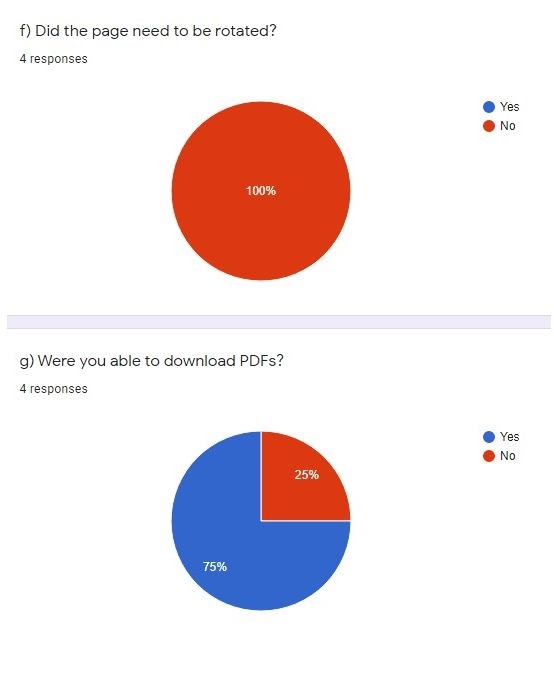 f) Did the page need to be rotated?
4 responses
Yes
No
100%
g) Were you able to download PDFs?
4 responses
Yes
No
25%
75%